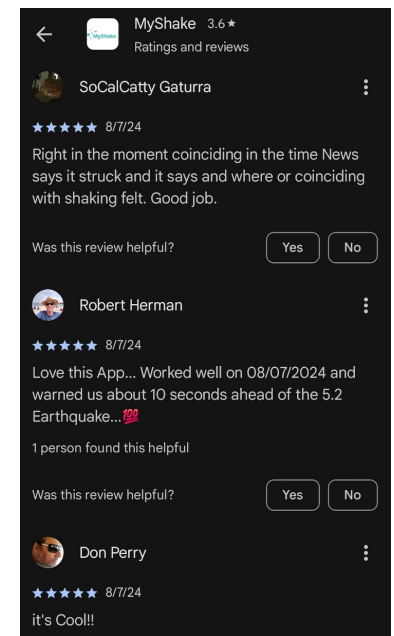 MyShake 3.6★
MyShake
Ratings and reviews
SoCalCatty Gaturra
★★★★★ 8/7/24
Right in the moment coinciding in the time News
says it struck and it says and where or coinciding
with shaking felt. Good job.
Was this review helpful? Yes No
Robert Herman
★★★★★ 8/7/24
Love this App... Worked well on 08/07/2024 and
warned us about 10 seconds ahead of the 5.2
Earthquake...💯
1 person found this helpful
Was this review helpful? Yes No
Don Perry
★★★★★ 8/7/24
it's Cool!!